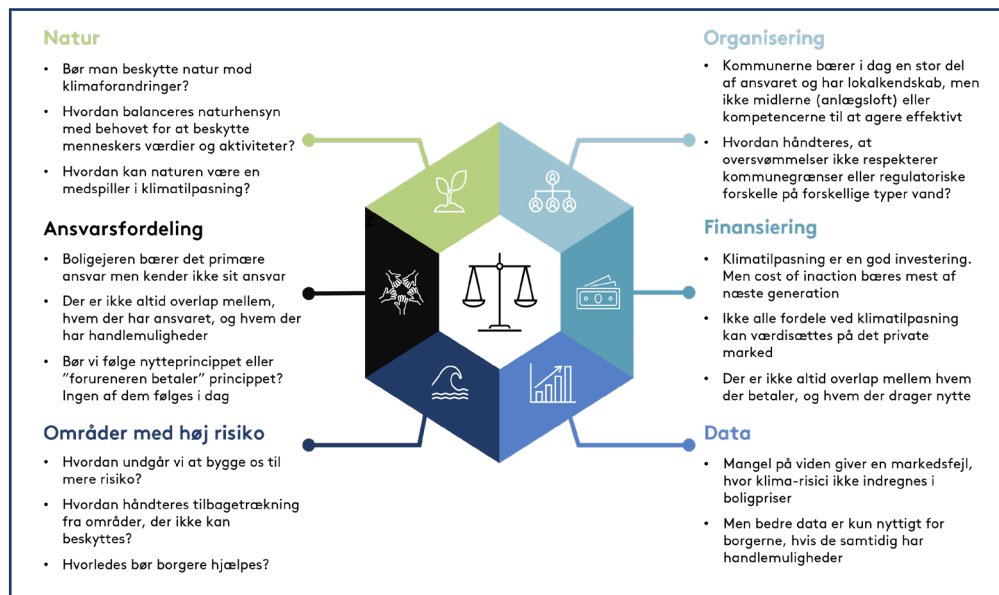 Natur
• Bør man beskytte natur mod
klimaforandringer?
• Hvordan balanceres naturhensyn
med behovet for at beskytte
menneskers værdier og aktiviteter?
• Hvordan kan naturen være en
medspiller i klimatilpasning?
Ansvarsfordeling
• Boligejeren bærer det primære
ansvar men kender ikke sit ansvar
• Der er ikke altid overlap mellem,
hvem der har ansvaret, og hvem der
har handlemuligheder
• Bør vi følge nytteprincippet eller
”forureneren betaler” princippet?
Ingen af dem følges i dag
Områder med høj risiko
• Hvordan undgår vi at bygge os til
mere risiko?
• Hvordan håndteres tilbagetrækning
fra områder, der ikke kan
beskyttes?
• Hvorledes bør borgere hjælpes?
z
Organisering
• Kommunerne bærer i dag en stor del
af ansvaret og har lokalkendskab, men
ikke midlerne (anlægsloft) eller
kompetencerne til at agere effektivt
• Hvordan håndteres, at
oversvømmelser ikke respekterer
kommunegrænser eller regulatoriske
forskelle på forskellige typer vand?
Finansiering
• Klimatilpasning er en god investering.
Men cost of inaction bæres mest af
næste generation
• Ikke alle fordele ved klimatilpasning
kan værdisættes på det private
marked
• Der er ikke altid overlap mellem hvem
der betaler, og hvem der drager nytte
Data
• Mangel på viden giver en markedsfejl,
hvor klima-risici ikke indregnes i
boligpriser
• Men bedre data er kun nyttigt for
borgerne, hvis de samtidig har
handlemuligheder